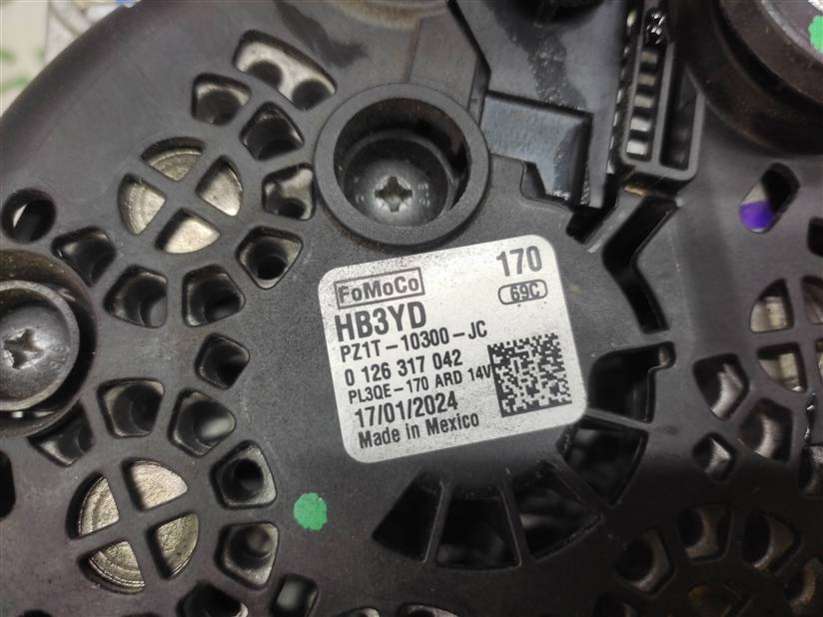 FoMoCo
170
HB3YD
69C
PZ1T-10300-JC
0 126 317 042
PL3QE-170 ARD 14V
17/01/2024
Made in Mexico